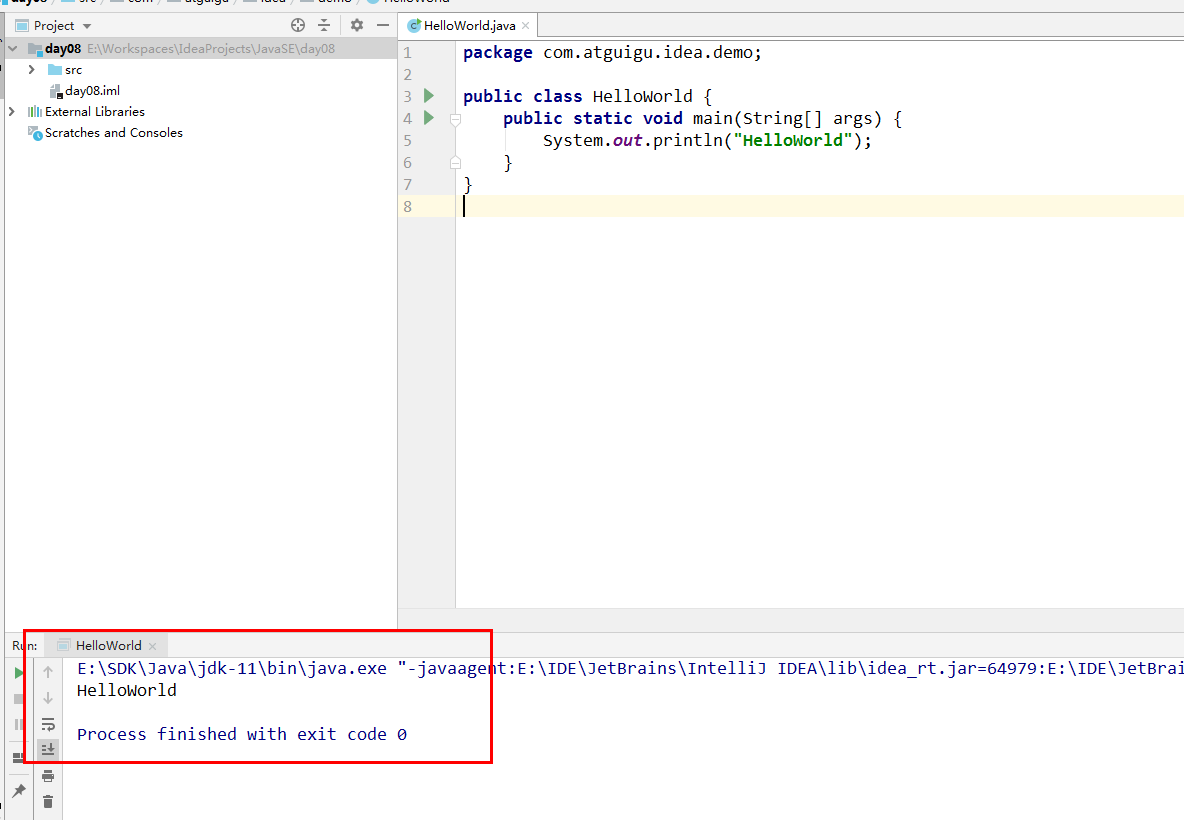 day08 src com atguigu idea demo HelloWorld
Project
day08 E:\Workspaces\IdeaProjects\JavaSE\day08
src
day08.iml
External Libraries
Scratches and Consoles
HelloWorld.java
1 package com.atguigu.idea.demo;
2
3 public class HelloWorld {
4 public static void main(String[] args) {
5 System.out.println("HelloWorld");
6 }
7 }
8
Run: HelloWorld
E:\SDK\Java\jdk-11\bin\java.exe "-javaagent:E:\IDE\JetBrains\IntelliJ IDEA\lib\idea_rt.jar=64979:E:\IDE\JetBrai
HelloWorld
Process finished with exit code 0